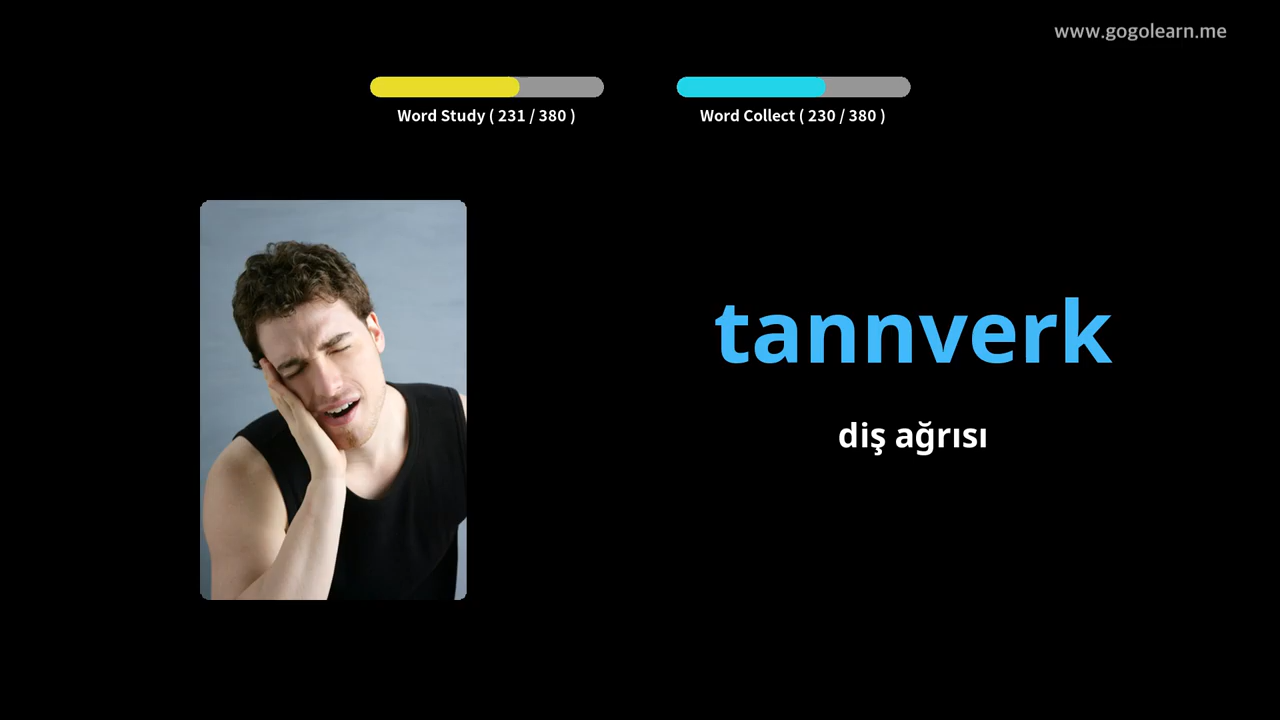 www.gogolearn.me
Word Study ( 231 / 380 )
Word Collect ( 230 / 380 )
tannverk
diş ağrısı